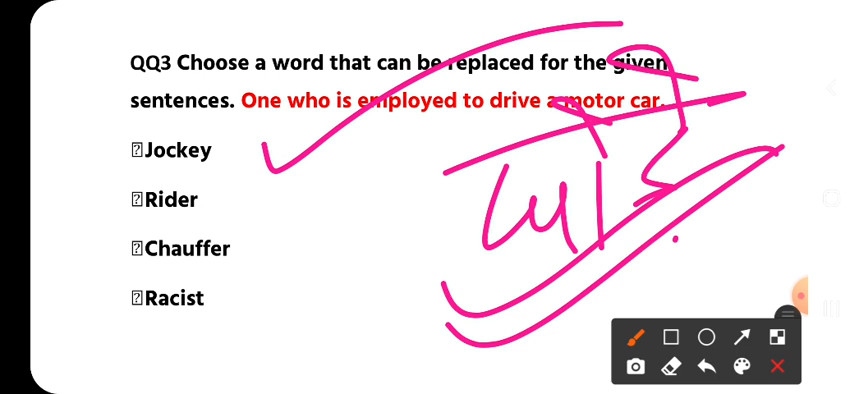 QQ3 Choose a word that can be replaced for the given
sentences. One who is employed to drive a motor car.
Jockey
Rider
Chauffer
Racist